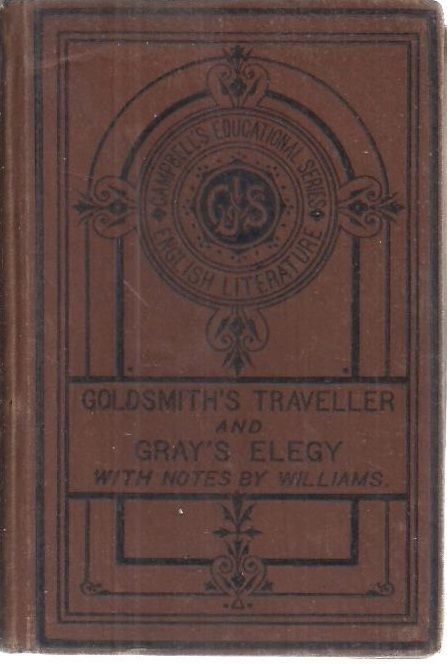 CAMPBELL'S EDUCATIONAL SERIES
ENGLISH LITERATURE
GOLDSMITH'S TRAVELLER
AND
GRAY'S ELEGY
WITH NOTES BY WILLIAMS.